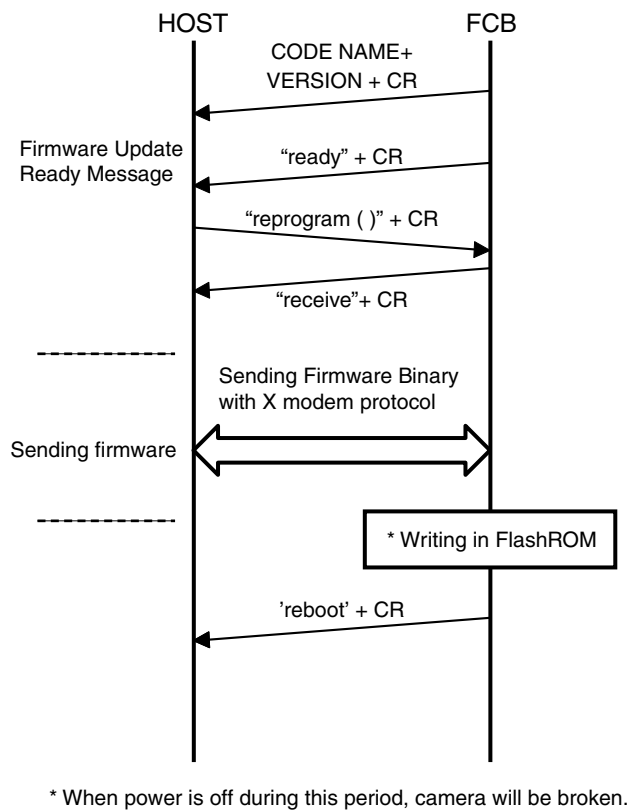 HOST
FCB
CODE NAME+
VERSION + CR
Firmware Update
Ready Message
“ready” + CR
“reprogram ( )” + CR
“receive”+ CR
Sending Firmware Binary
with X modem protocol
Sending firmware
* Writing in FlashROM
’reboot’ + CR
* When power is off during this period, camera will be broken.